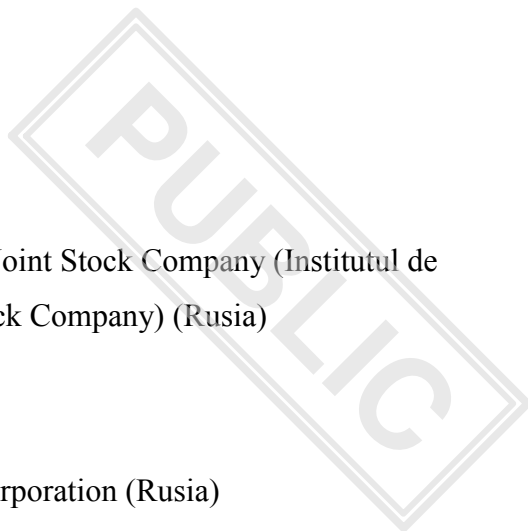 Joint Stock Company (Institutul de
ck Company) (Rusia)
PUBLIC
rporation (Rusia)